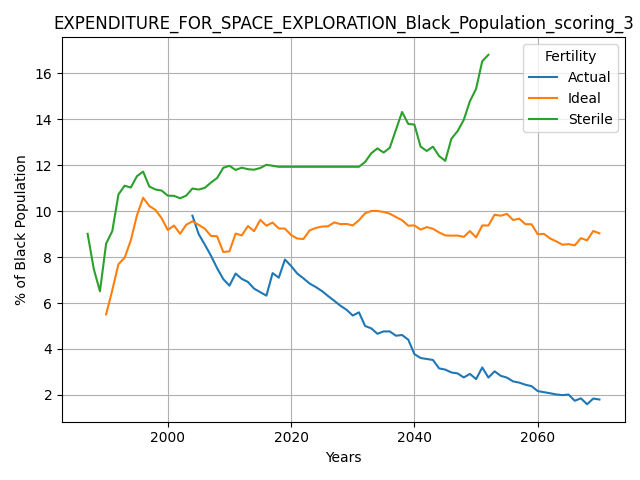 EXPENDITURE_FOR_SPACE_EXPLORATION_Black_Population_scoring_3
% of Black Population
16
14
12
10
8
6
4
2
2000
2020
2040
2060
Years
Fertility
Actual
Ideal
Sterile